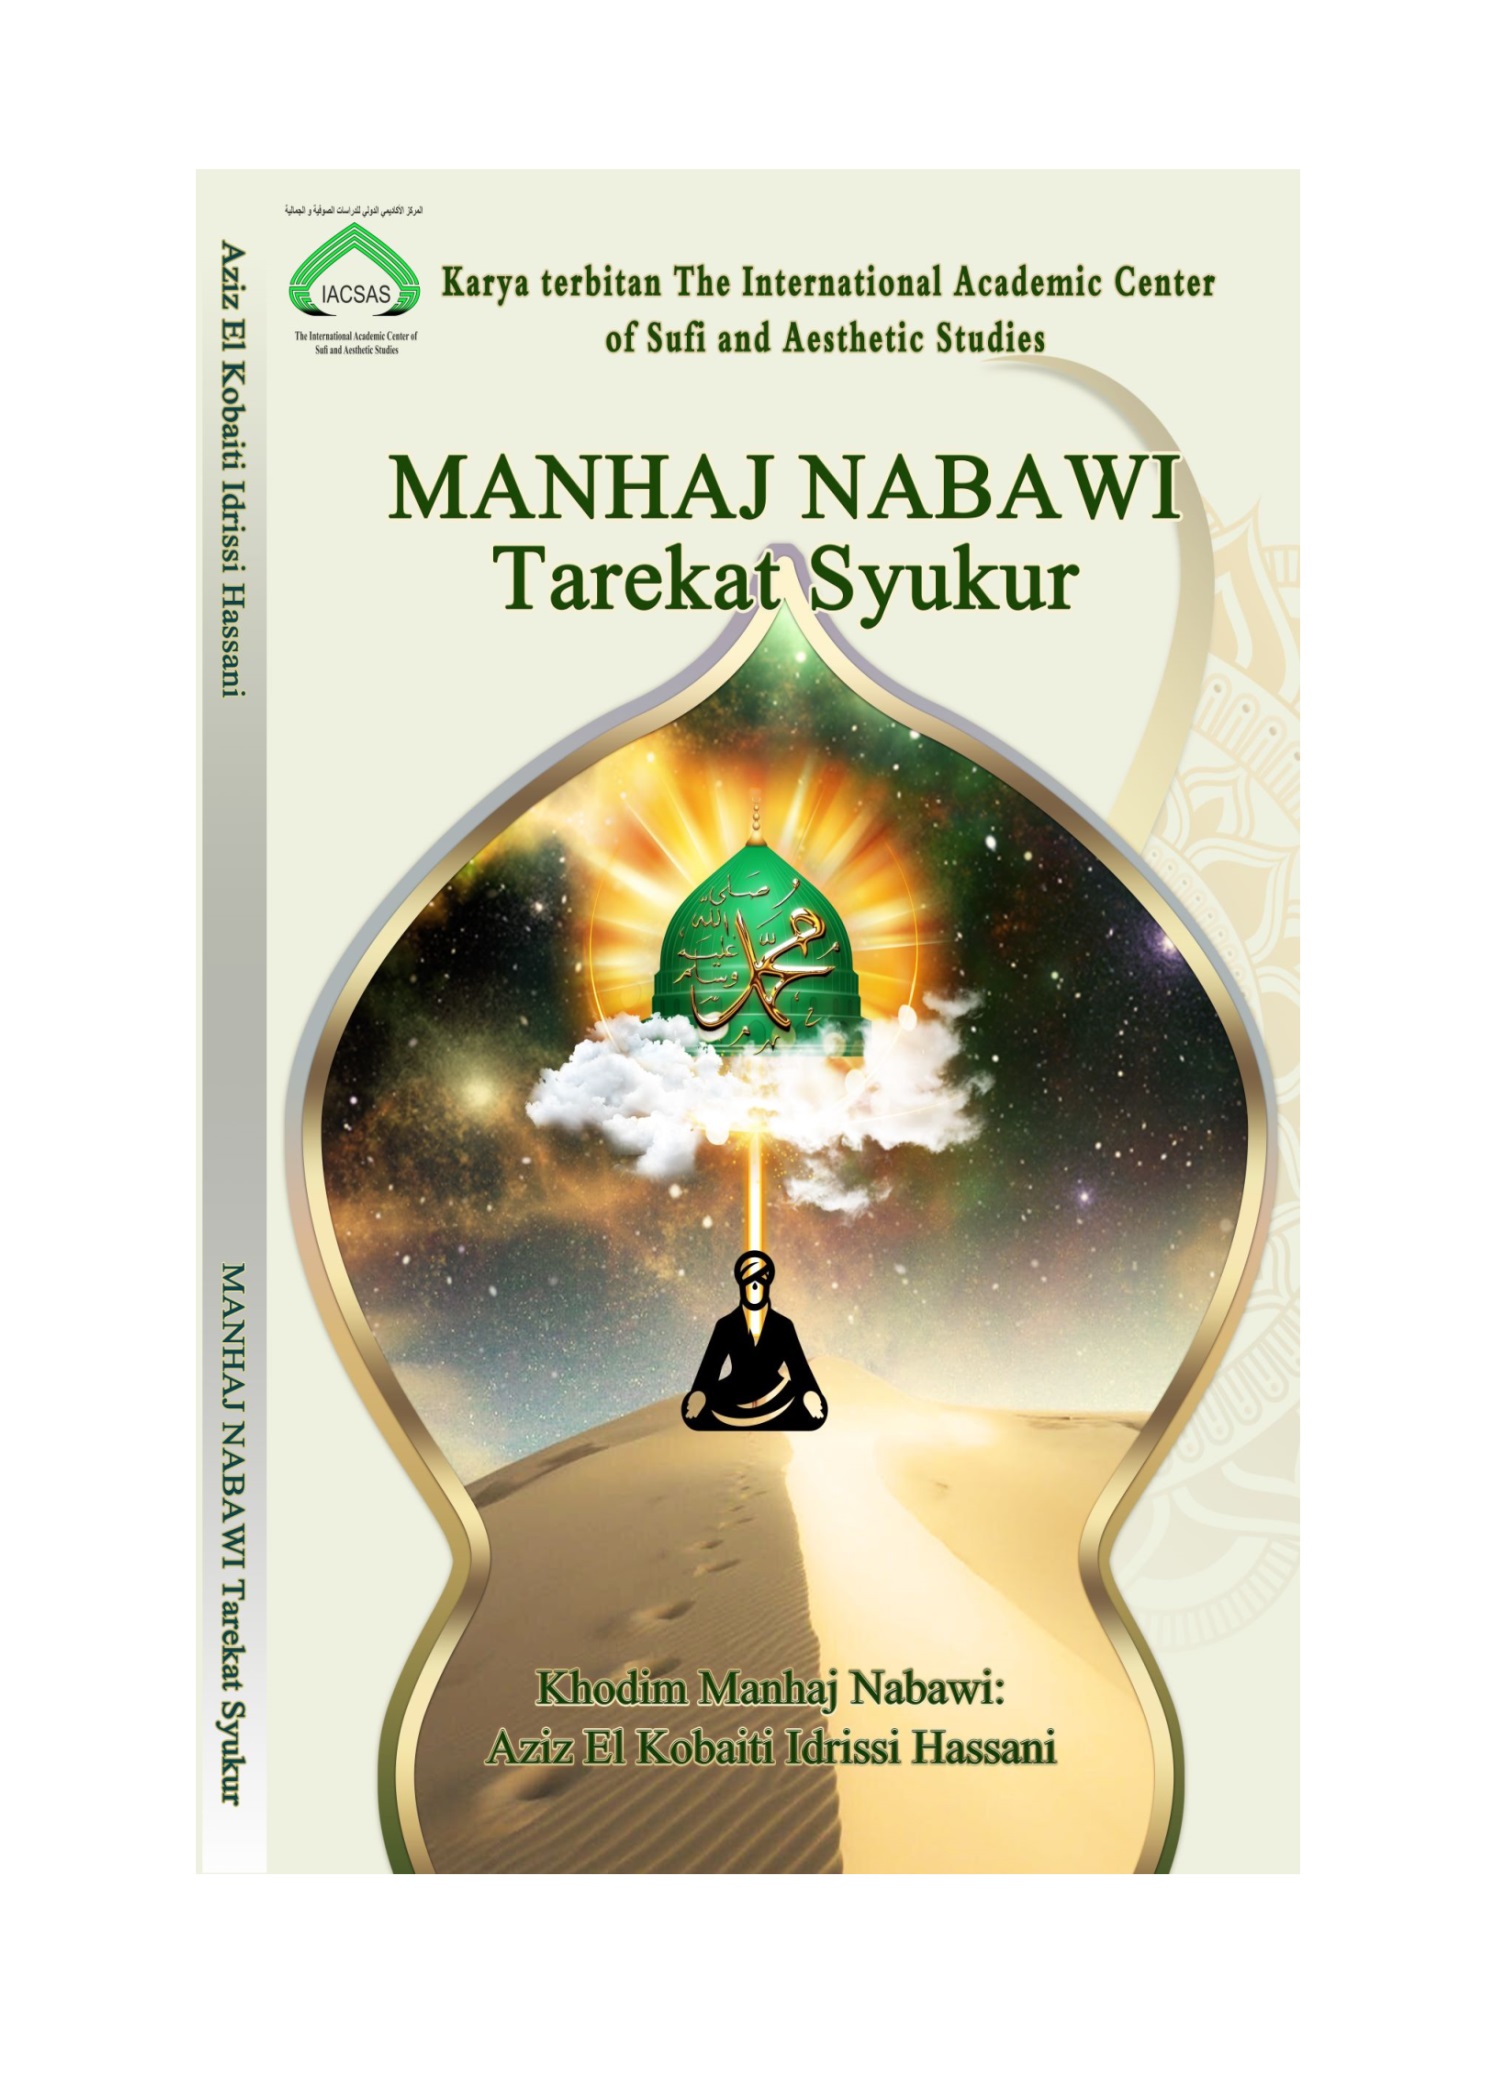 المركز الأكاديمي الدولي للدراسات الصوفية و الجمالية
IACSAS
The International Academic Center of
Sufi and Aesthetic Studies
Karya terbitan The International Academic Center
of Sufi and Aesthetic Studies
MANHAJ NABAWI
Tarekat Syukur
صلى
الله
عليه
وسلم
محمد
Khodim Manhaj Nabawi:
Aziz El Kobaiti Idrissi Hassani
Aziz El Kobaiti Idrissi Hassani
MANHAJ NABAWI Tarekat Syukur